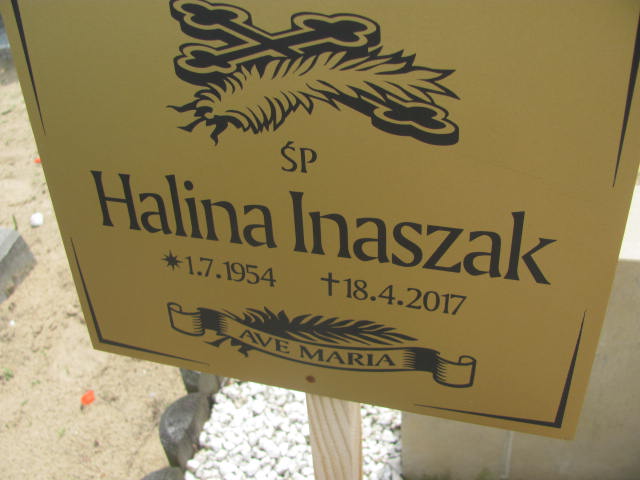 ŚP
Halina Inaszak
*1.7.1954 †18.4.2017
AVE MARIA